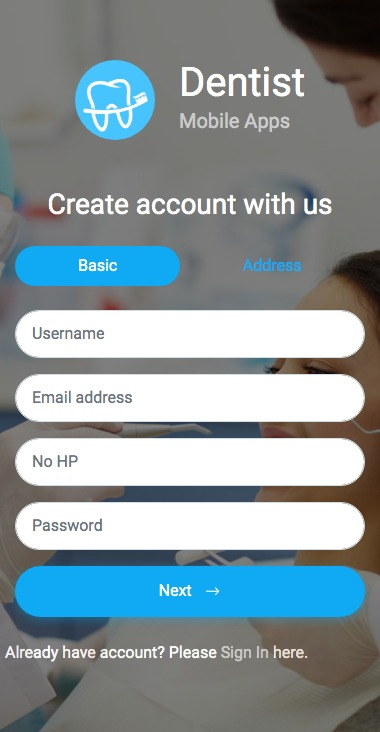 Dentist
Mobile Apps
Create account with us
Basic Address
Username
Email address
No HP
Password
Next →
Already have account? Please Sign In here.